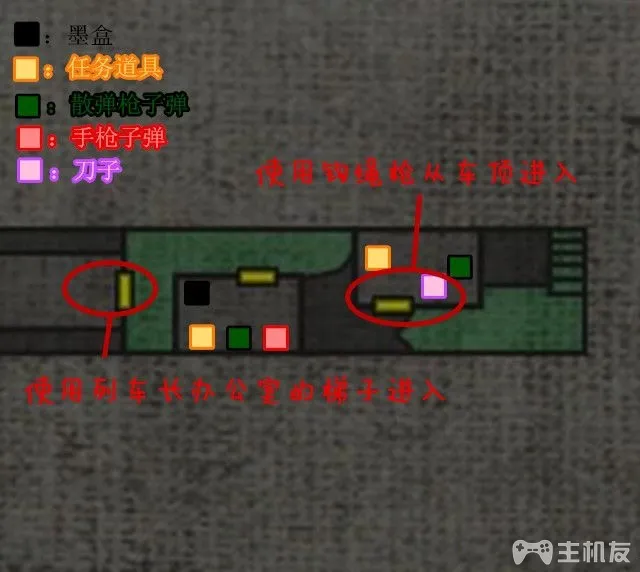 ：墨盒
：任务道具
：散弹枪子弹
：手枪子弹
：刀子
使用钩绳枪从车顶进入
使用列车长办公室的梯子进入
主机友